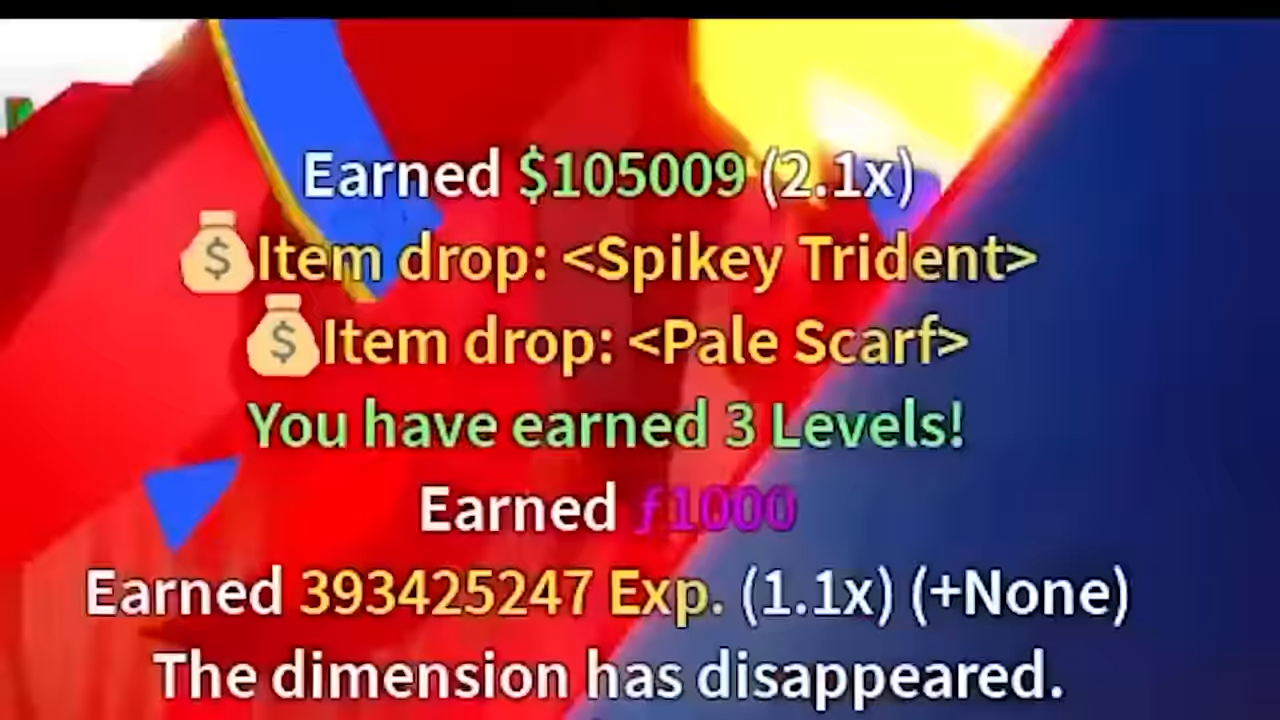 Earned $105009 (2.1x)
💰Item drop: <Spikey Trident>
💰Item drop: <Pale Scarf>
You have earned 3 Levels!
Earned ƒ1000
Earned 393425247 Exp. (1.1x) (+None)
The dimension has disappeared.